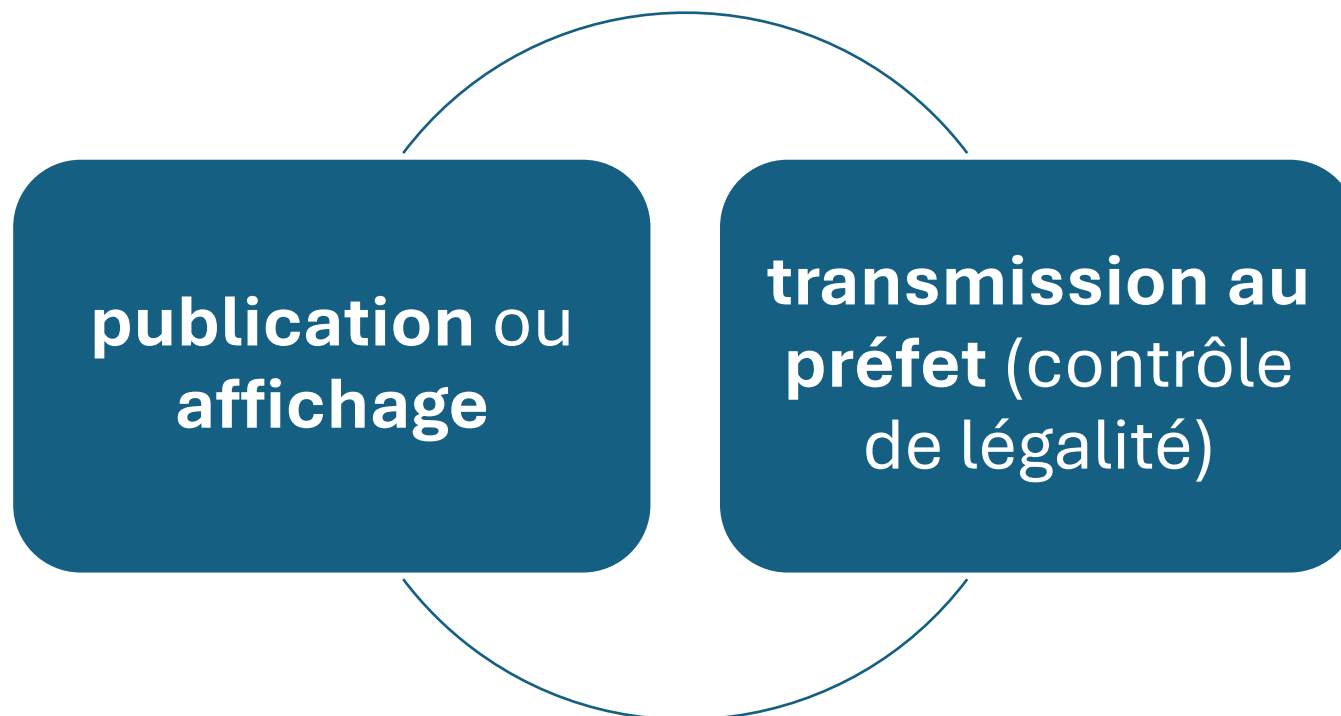 publication ou
affichage
transmission au
préfet (contrôle
de légalité)